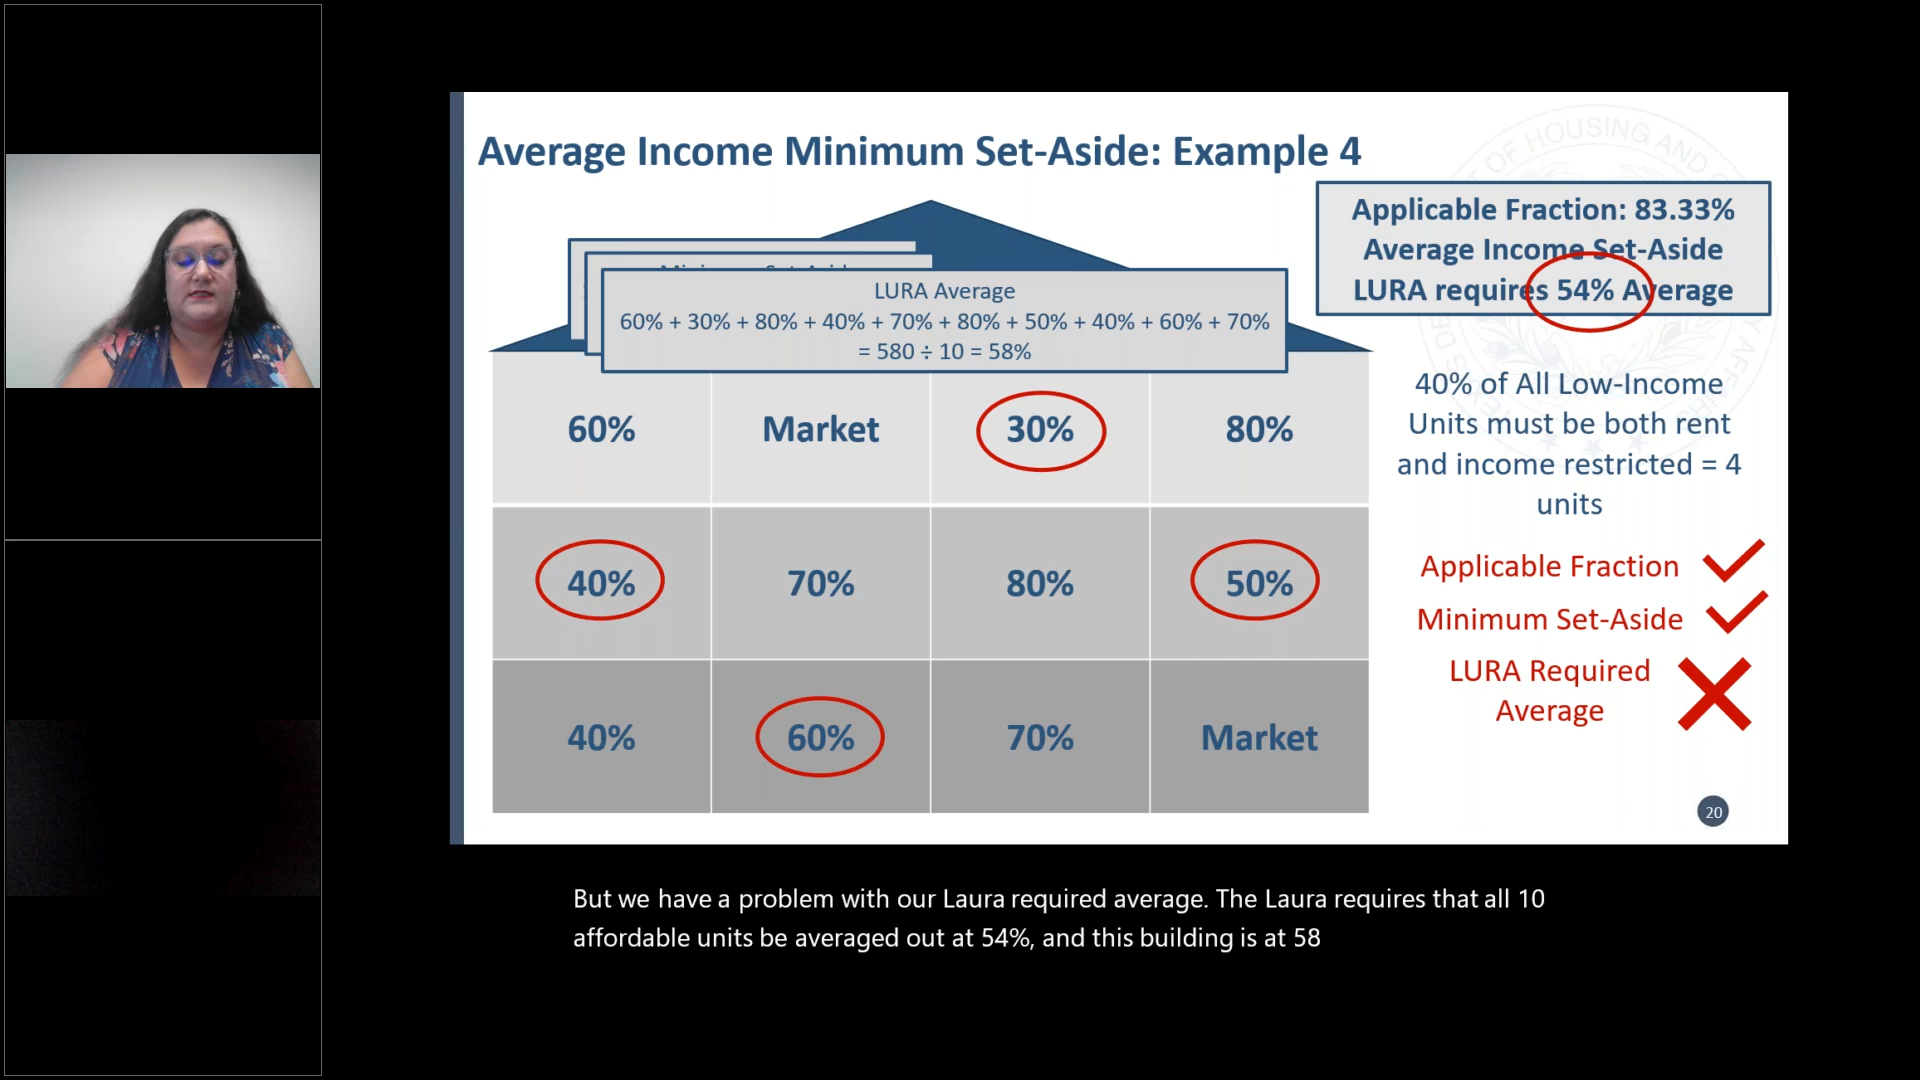 Average Income Minimum Set-Aside: Example 4
Applicable Fraction: 83.33%
Average Income Set-Aside
LURA requires 54% Average
LURA Average
60% + 30% + 80% + 40% + 70% + 80% + 50% + 40% + 60% + 70%
= 580 ÷ 10 = 58%
60% Market 30% 80%
40% 70% 80% 50%
40% 60% 70% Market
40% of All Low-Income
Units must be both rent
and income restricted = 4
units
Applicable Fraction
Minimum Set-Aside
LURA Required
Average
20
But we have a problem with our Laura required average. The Laura requires that all 10
affordable units be averaged out at 54%, and this building is at 58